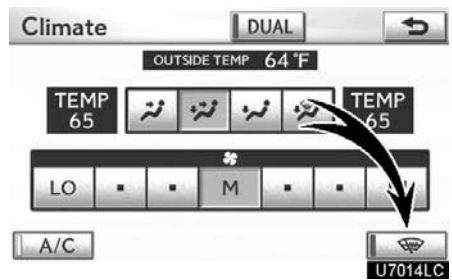 Climate DUAL
OUTSIDE TEMP 64°F
TEMP 65 TEMP 65
LO M
A/C
U7014LC